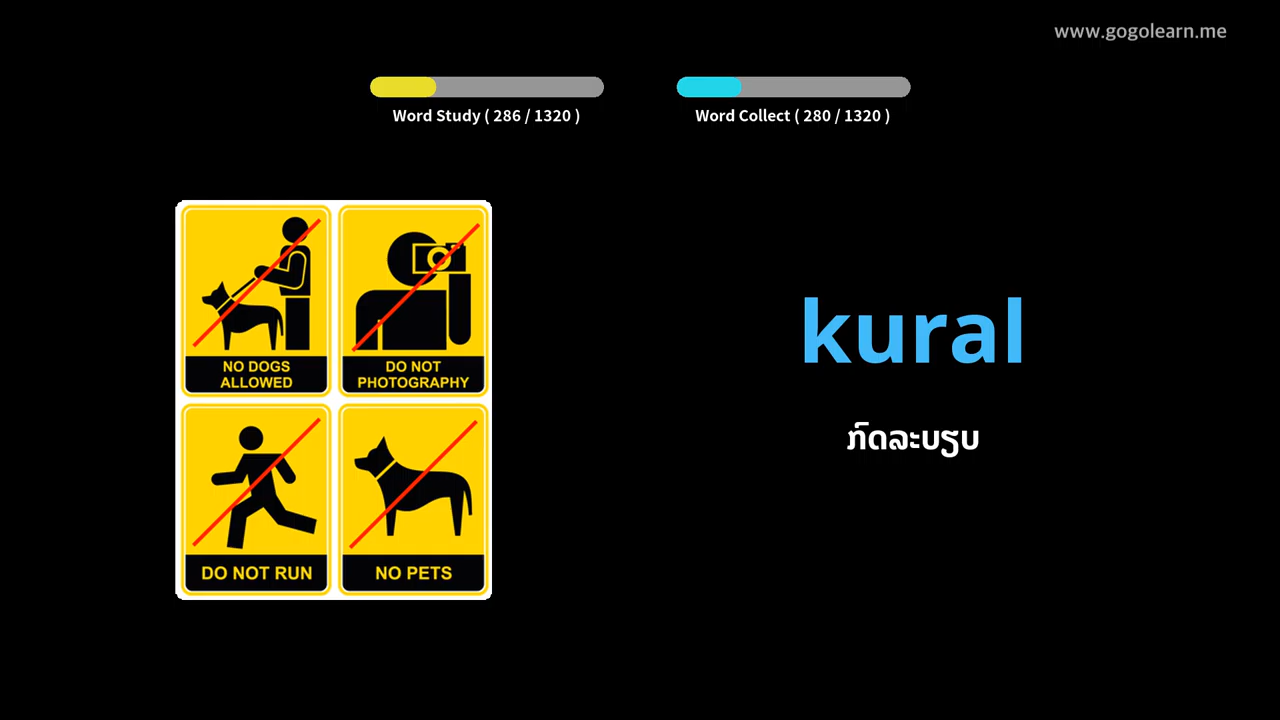 www.gogolearn.me
Word Study ( 286 / 1320 )
Word Collect ( 280 / 1320 )
NO DOGS
ALLOWED
DO NOT
PHOTOGRAPHY
DO NOT RUN
NO PETS
kural
ກົດລະບຽບ